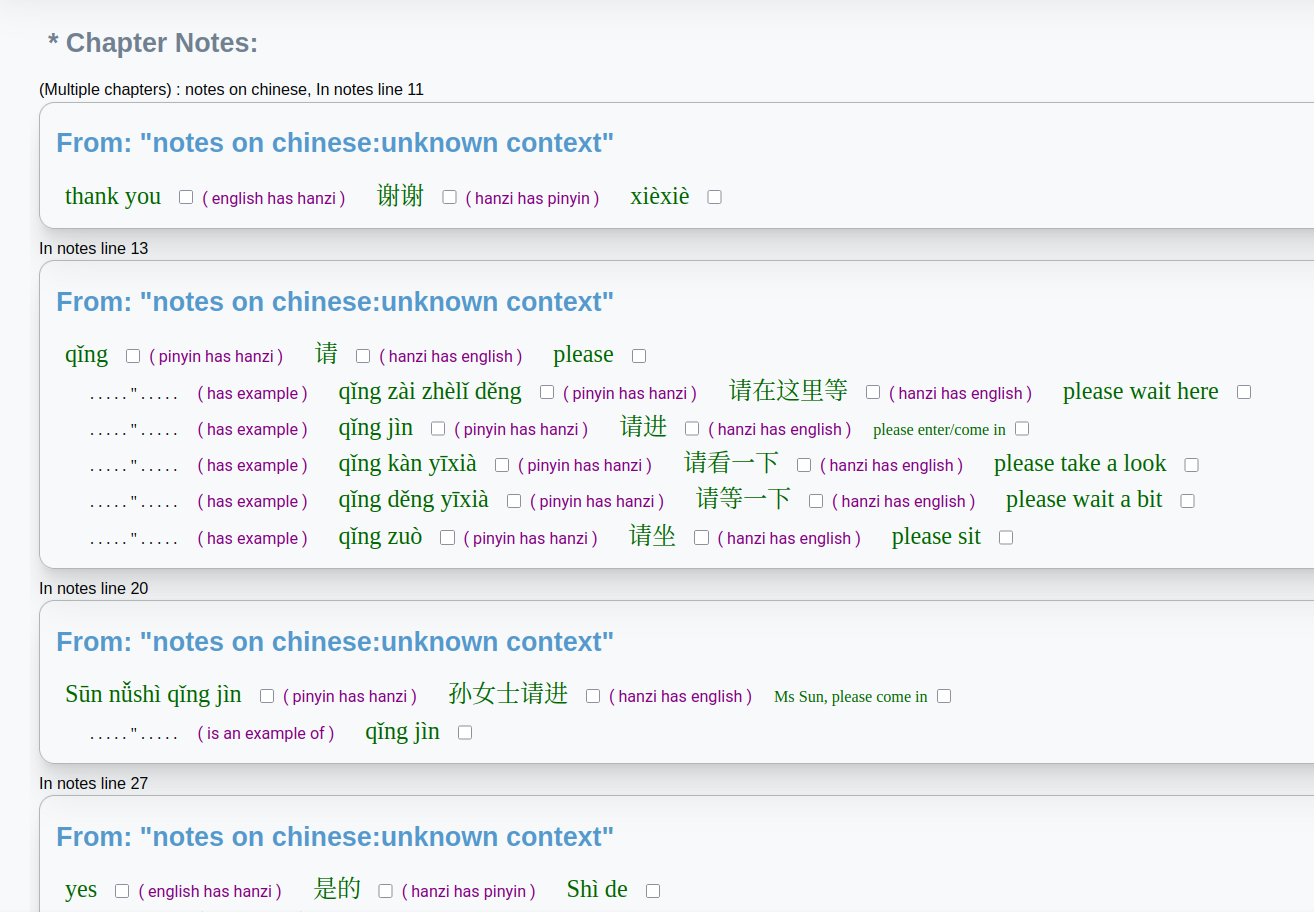 * Chapter Notes:
(Multiple chapters) : notes on chinese, In notes line 11
From: "notes on chinese:unknown context"
thank you ( english has hanzi ) 谢谢 ( hanzi has pinyin ) xièxiè
In notes line 13
From: "notes on chinese:unknown context"
qǐng ( pinyin has hanzi ) 请 ( hanzi has english ) please
....."..... ( has example ) qǐng zài zhèlǐ děng ( pinyin has hanzi ) 请在这里等 ( hanzi has english ) please wait here
....."..... ( has example ) qǐng jìn ( pinyin has hanzi ) 请进 ( hanzi has english ) please enter/come in
....."..... ( has example ) qǐng kàn yīxià ( pinyin has hanzi ) 请看一下 ( hanzi has english ) please take a look
....."..... ( has example ) qǐng děng yīxià ( pinyin has hanzi ) 请等一下 ( hanzi has english ) please wait a bit
....."..... ( has example ) qǐng zuò ( pinyin has hanzi ) 请坐 ( hanzi has english ) please sit
In notes line 20
From: "notes on chinese:unknown context"
Sūn nǚshì qǐng jìn ( pinyin has hanzi ) 孙女士请进 ( hanzi has english ) Ms Sun, please come in
....."..... ( is an example of ) qǐng jìn
In notes line 27
From: "notes on chinese:unknown context"
yes ( english has hanzi ) 是的 ( hanzi has pinyin ) Shì de